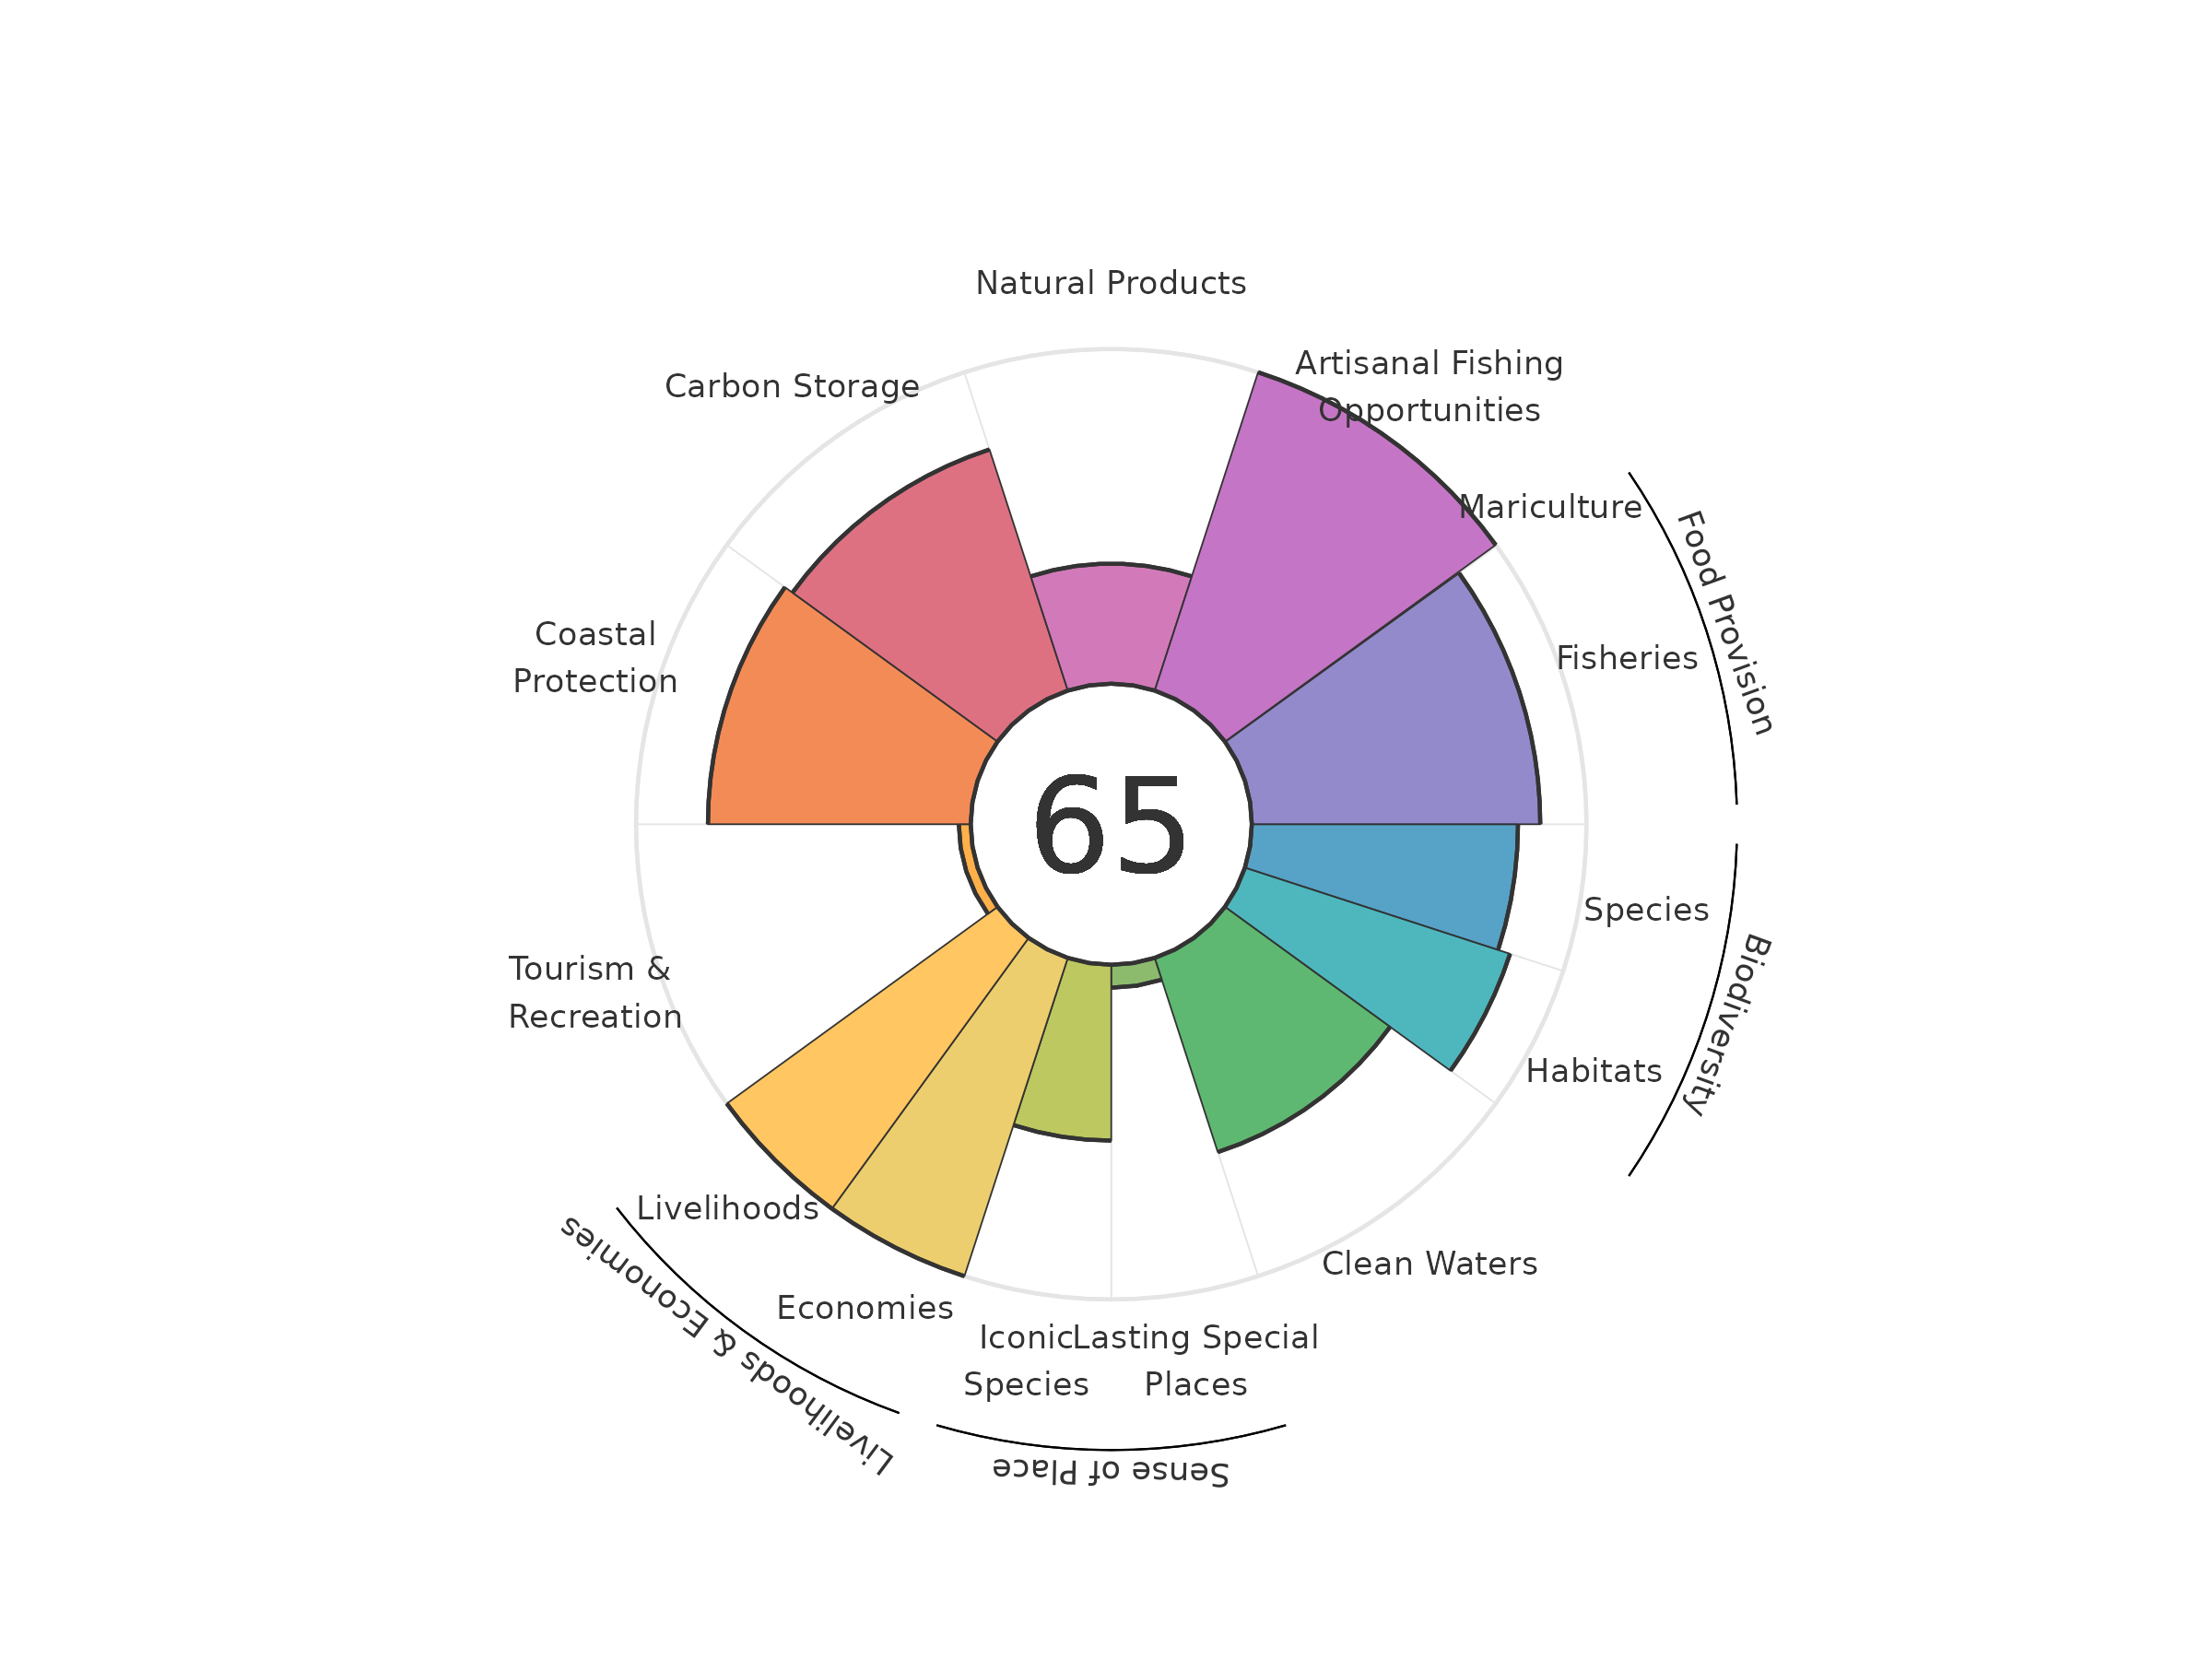 Natural Products
Artisanal Fishing
Opportunities
Carbon Storage
Mariculture
Food Provision
Coastal
Protection
Fisheries
65
Species
Biodiversity
Tourism &
Recreation
Habitats
Livelihoods
Clean Waters
Livelihoods & Economies
Economies
Iconic
Species
Lasting Special
Places
Sense of Place